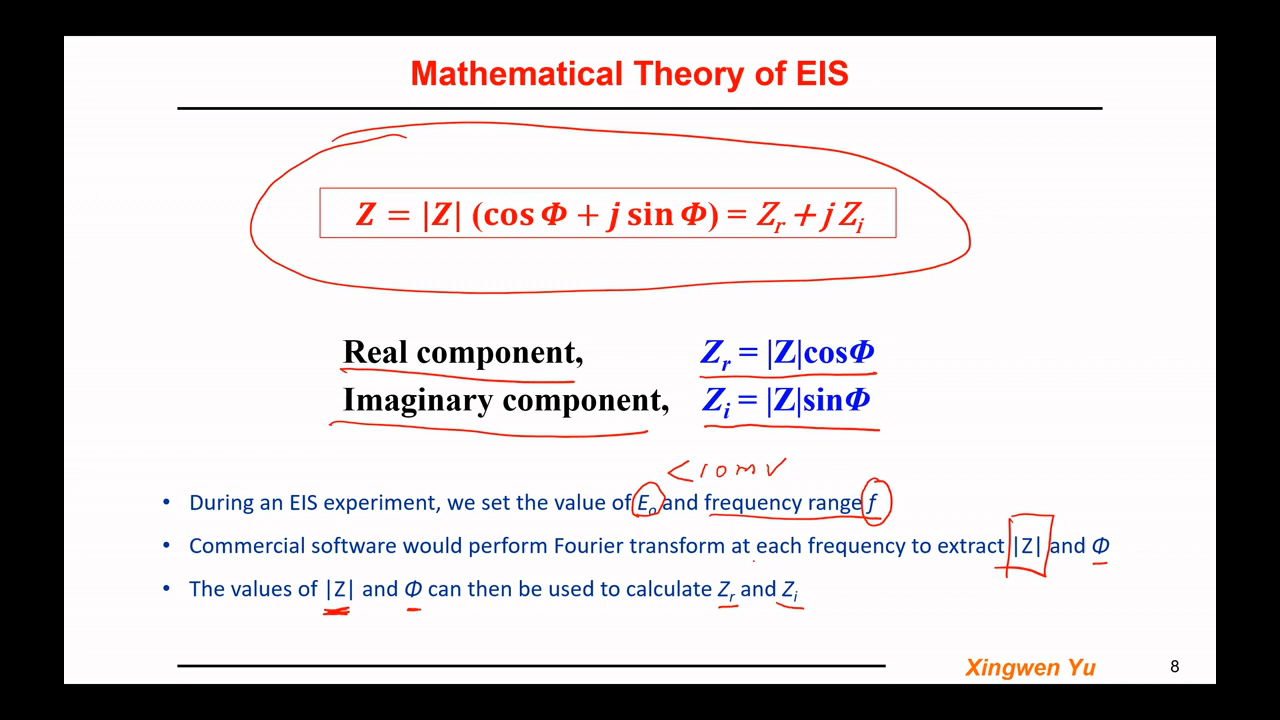 Mathematical Theory of EIS
Z = |Z| (cos Φ + j sin Φ) = Zᵣ + j Zᵢ
Real component, Zᵣ = |Z|cosΦ
Imaginary component, Zᵢ = |Z|sinΦ
<10mV
• During an EIS experiment, we set the value of Eₒ and frequency range f
• Commercial software would perform Fourier transform at each frequency to extract |Z| and Φ
• The values of |Z| and Φ can then be used to calculate Zᵣ and Zᵢ
Xingwen Yu 8